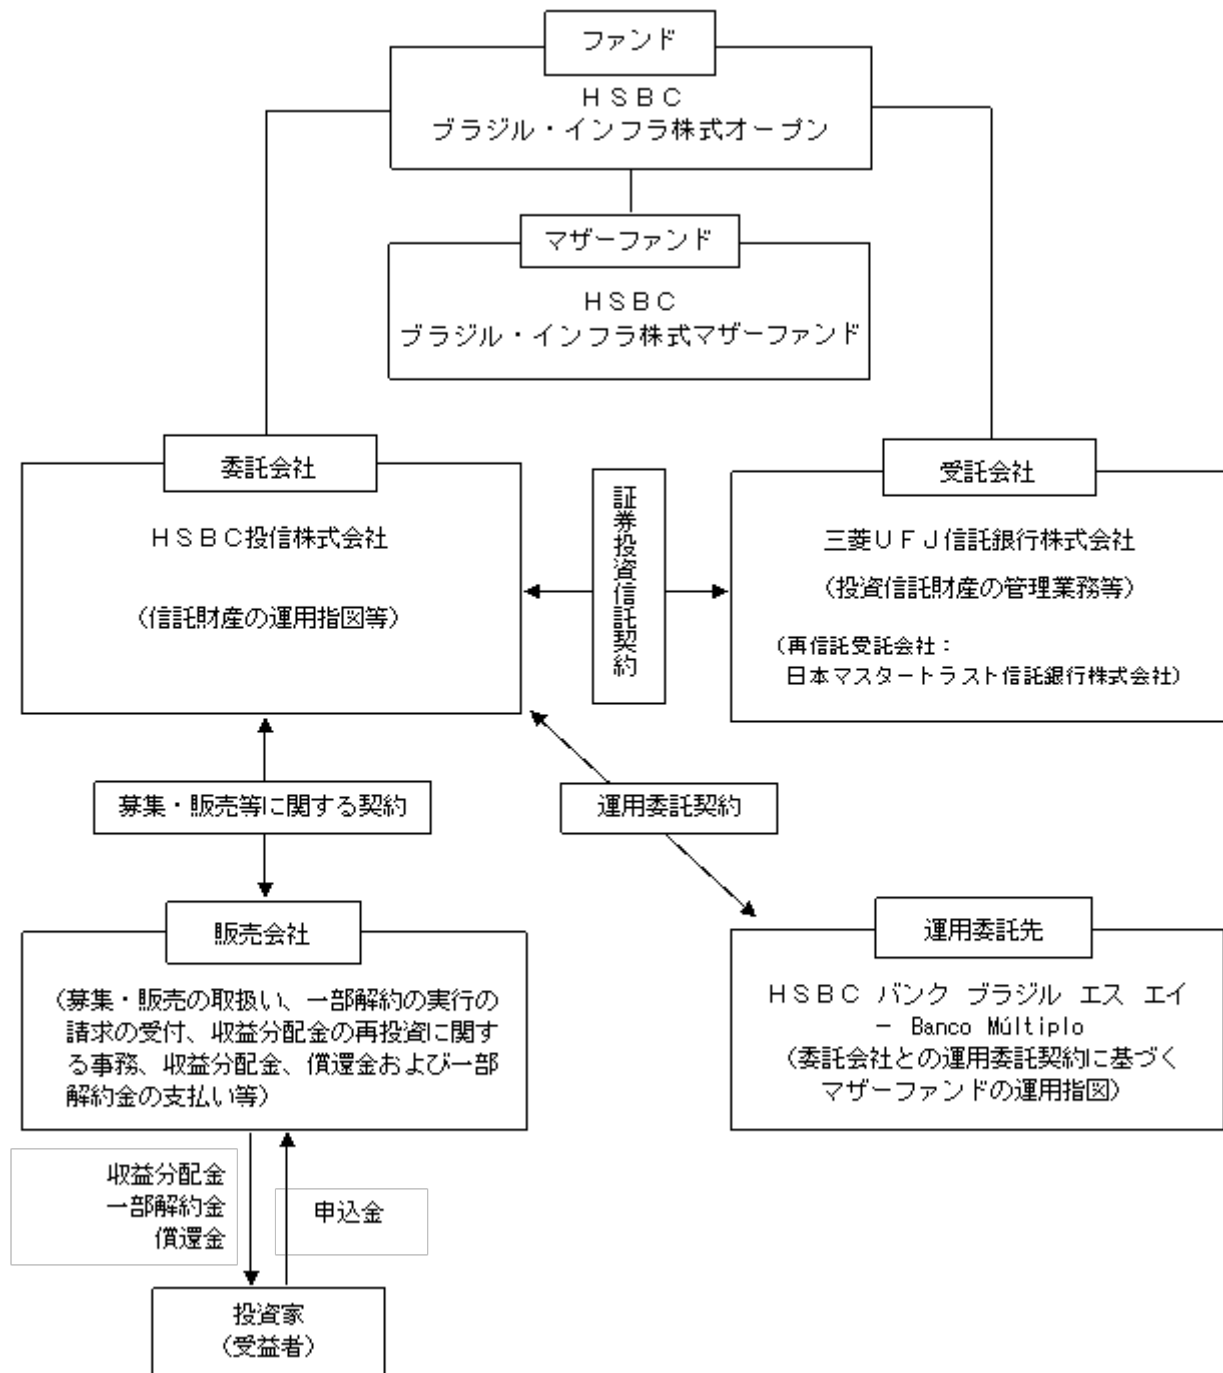 ファンド
ＨＳＢＣ
ブラジル・インフラ株式オープン
マザーファンド
ＨＳＢＣ
ブラジル・インフラ株式マザーファンド
委託会社
ＨＳＢＣ投信株式会社
（信託財産の運用指図等）
証券投資信託契約
受託会社
三菱ＵＦＪ信託銀行株式会社
（投資信託財産の管理業務等）
（再信託受託会社：
日本マスタートラスト信託銀行株式会社）
募集・販売等に関する契約
運用委託契約
販売会社
（募集・販売の取扱い、一部解約の実行の
請求の受付、収益分配金の再投資に関す
る事務、収益分配金、償還金および一部
解約金の支払い等）
運用委託先
ＨＳＢＣ バンク ブラジル エス エイ
－ Banco Múltiplo
（委託会社との運用委託契約に基づく
マザーファンドの運用指図）
収益分配金
一部解約金
償還金
申込金
投資家
（受益者）